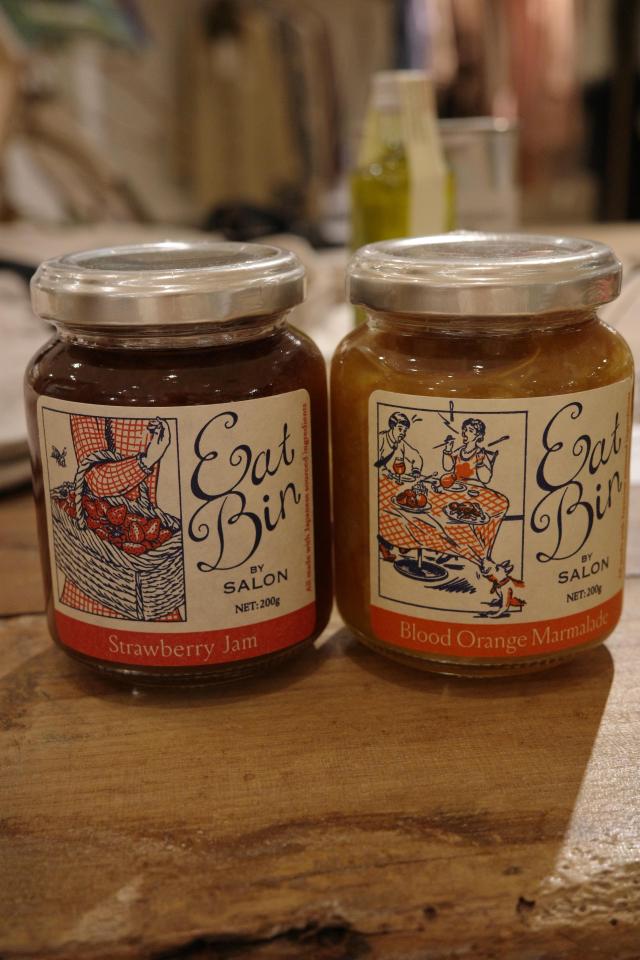 Eat
Bin
BY
SALON
NET:200g
All made with Japanese sourced ingredients
Strawberry Jam
Eat
Bin
BY
SALON
NET:200g
Blood Orange Marmalade